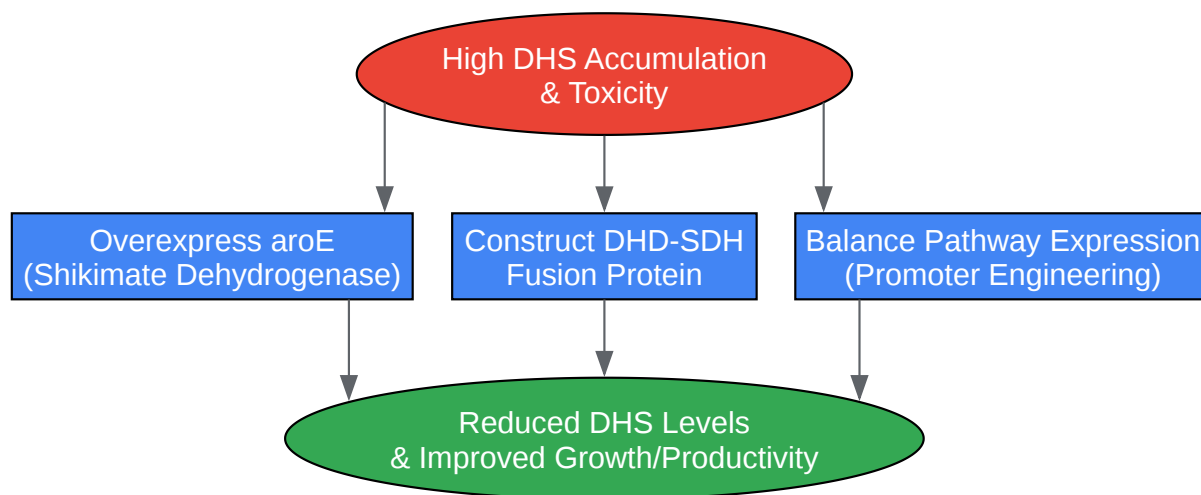 High DHS Accumulation
& Toxicity
Overexpress aroE
(Shikimate Dehydrogenase)
Construct DHD-SDH
Fusion Protein
Balance Pathway Expression
(Promoter Engineering)
Reduced DHS Levels
& Improved Growth/Productivity